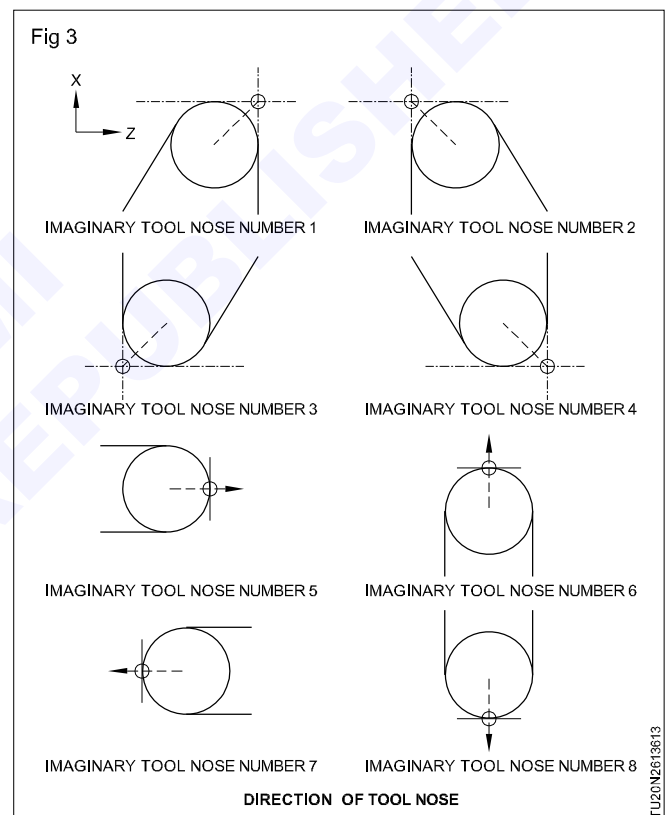 Fig 3
X
Z
IMAGINARY TOOL NOSE NUMBER 1
IMAGINARY TOOL NOSE NUMBER 2
IMAGINARY TOOL NOSE NUMBER 3
IMAGINARY TOOL NOSE NUMBER 4
IMAGINARY TOOL NOSE NUMBER 5
IMAGINARY TOOL NOSE NUMBER 6
IMAGINARY TOOL NOSE NUMBER 7
IMAGINARY TOOL NOSE NUMBER 8
DIRECTION OF TOOL NOSE
TU20N2613613